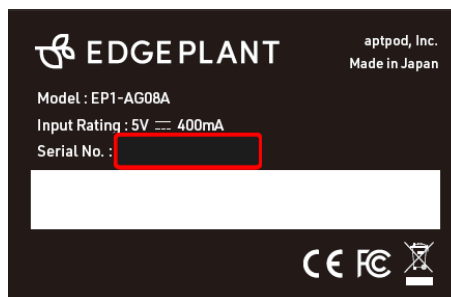 EDGEPLANT
aptpod, Inc.
Made in Japan
Model : EP1-AG08A
Input Rating : 5V ⎓ 400mA
Serial No. :
CE FC